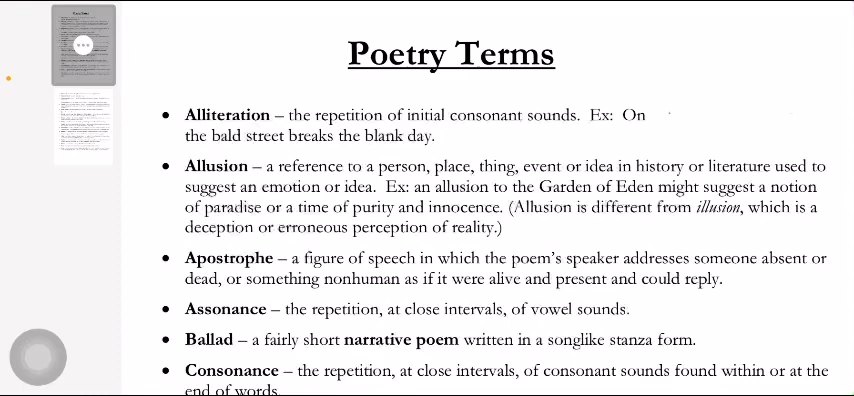 Poetry Terms
• Alliteration – the repetition of initial consonant sounds. Ex: On
the bald street breaks the blank day.
• Allusion – a reference to a person, place, thing, event or idea in history or literature used to
suggest an emotion or idea. Ex: an allusion to the Garden of Eden might suggest a notion
of paradise or a time of purity and innocence. (Allusion is different from illusion, which is a
deception or erroneous perception of reality.)
• Apostrophe – a figure of speech in which the poem's speaker addresses someone absent or
dead, or something nonhuman as if it were alive and present and could reply.
• Assonance – the repetition, at close intervals, of vowel sounds.
• Ballad – a fairly short narrative poem written in a songlike stanza form.
• Consonance – the repetition, at close intervals, of consonant sounds found within or at the
end of words.